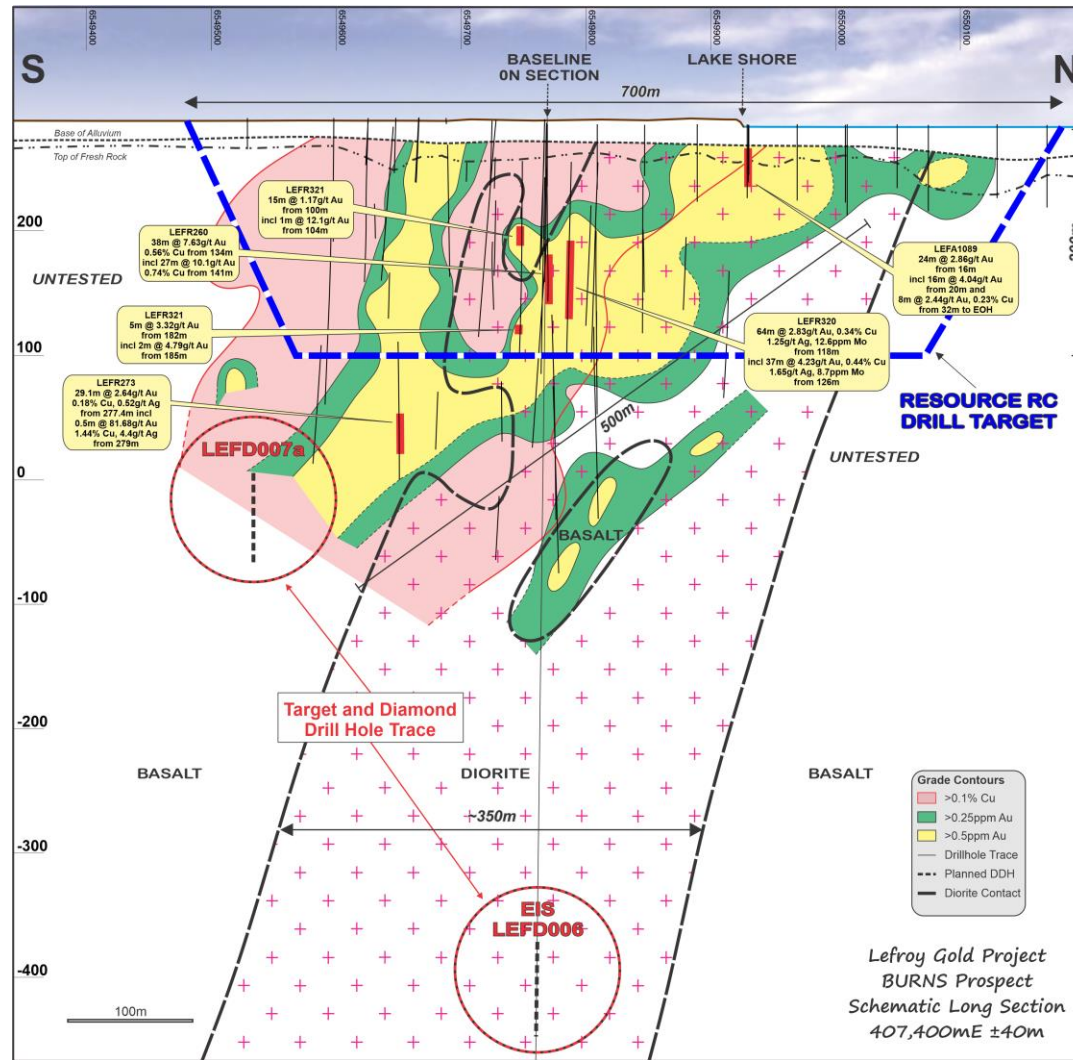 6549400
6549500
6549600
6549700
6549800
6549900
6550000
6550100
S
N
BASELINE
0N SECTION
LAKE SHORE
700m
Base of Alluvium
Top of Fresh Rock
LEFR321
15m @ 1.17g/t Au
from 100m
incl 1m @ 12.1g/t Au
from 104m
200
LEFR260
38m @ 7.63g/t Au
0.56% Cu from 134m
incl 27m @ 10.1g/t Au
0.74% Cu from 141m
UNTESTED
LEFA1089
24m @ 2.86g/t Au
from 16m
incl 16m @ 4.04g/t Au
from 20m and
8m @ 2.44g/t Au, 0.23% Cu
from 32m to EOH
LEFR321
5m @ 3.32g/t Au
from 182m
incl 2m @ 4.79g/t Au
from 185m
LEFR320
64m @ 2.83g/t Au, 0.34% Cu
1.25g/t Ag, 12.6ppm Mo
from 118m
incl 37m @ 4.23g/t Au, 0.44% Cu
1.65g/t Ag, 8.7ppm Mo
from 126m
100
LEFR273
29.1m @ 2.64g/t Au
0.18% Cu, 0.52g/t Ag
from 277.4m incl
0.5m @ 81.68g/t Au
1.44% Cu, 4.4g/t Ag
from 279m
RESOURCE RC
DRILL TARGET
500m
LEFD007a
UNTESTED
0
BASALT
-100
-200
Target and Diamond
Drill Hole Trace
BASALT
DIORITE
BASALT
~350m
-300
Grade Contours
>0.1% Cu
>0.25ppm Au
>0.5ppm Au
Drillhole Trace
Planned DDH
Diorite Contact
EIS
LEFD006
-400
Lefroy Gold Project
BURNS Prospect
Schematic Long Section
407,400mE ±40m
100m